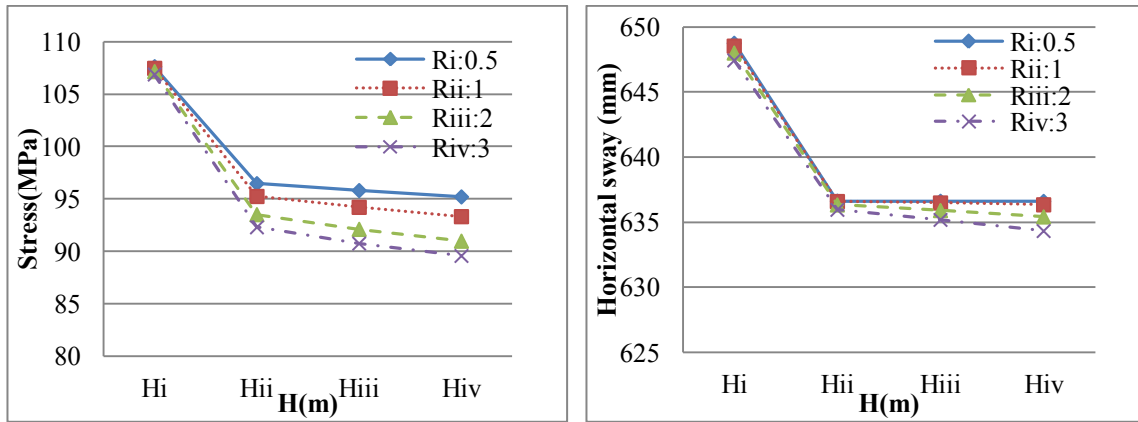 110
105
100
95
90
85
80
Stress(MPa)
Ri:0.5
Rii:1
Riii:2
Riv:3
Hi Hii Hiii Hiv
H(m)
650
645
640
635
630
625
Horizontal sway (mm)
Ri:0.5
Rii:1
Riii:2
Riv:3
Hi Hii Hiii Hiv
H(m)